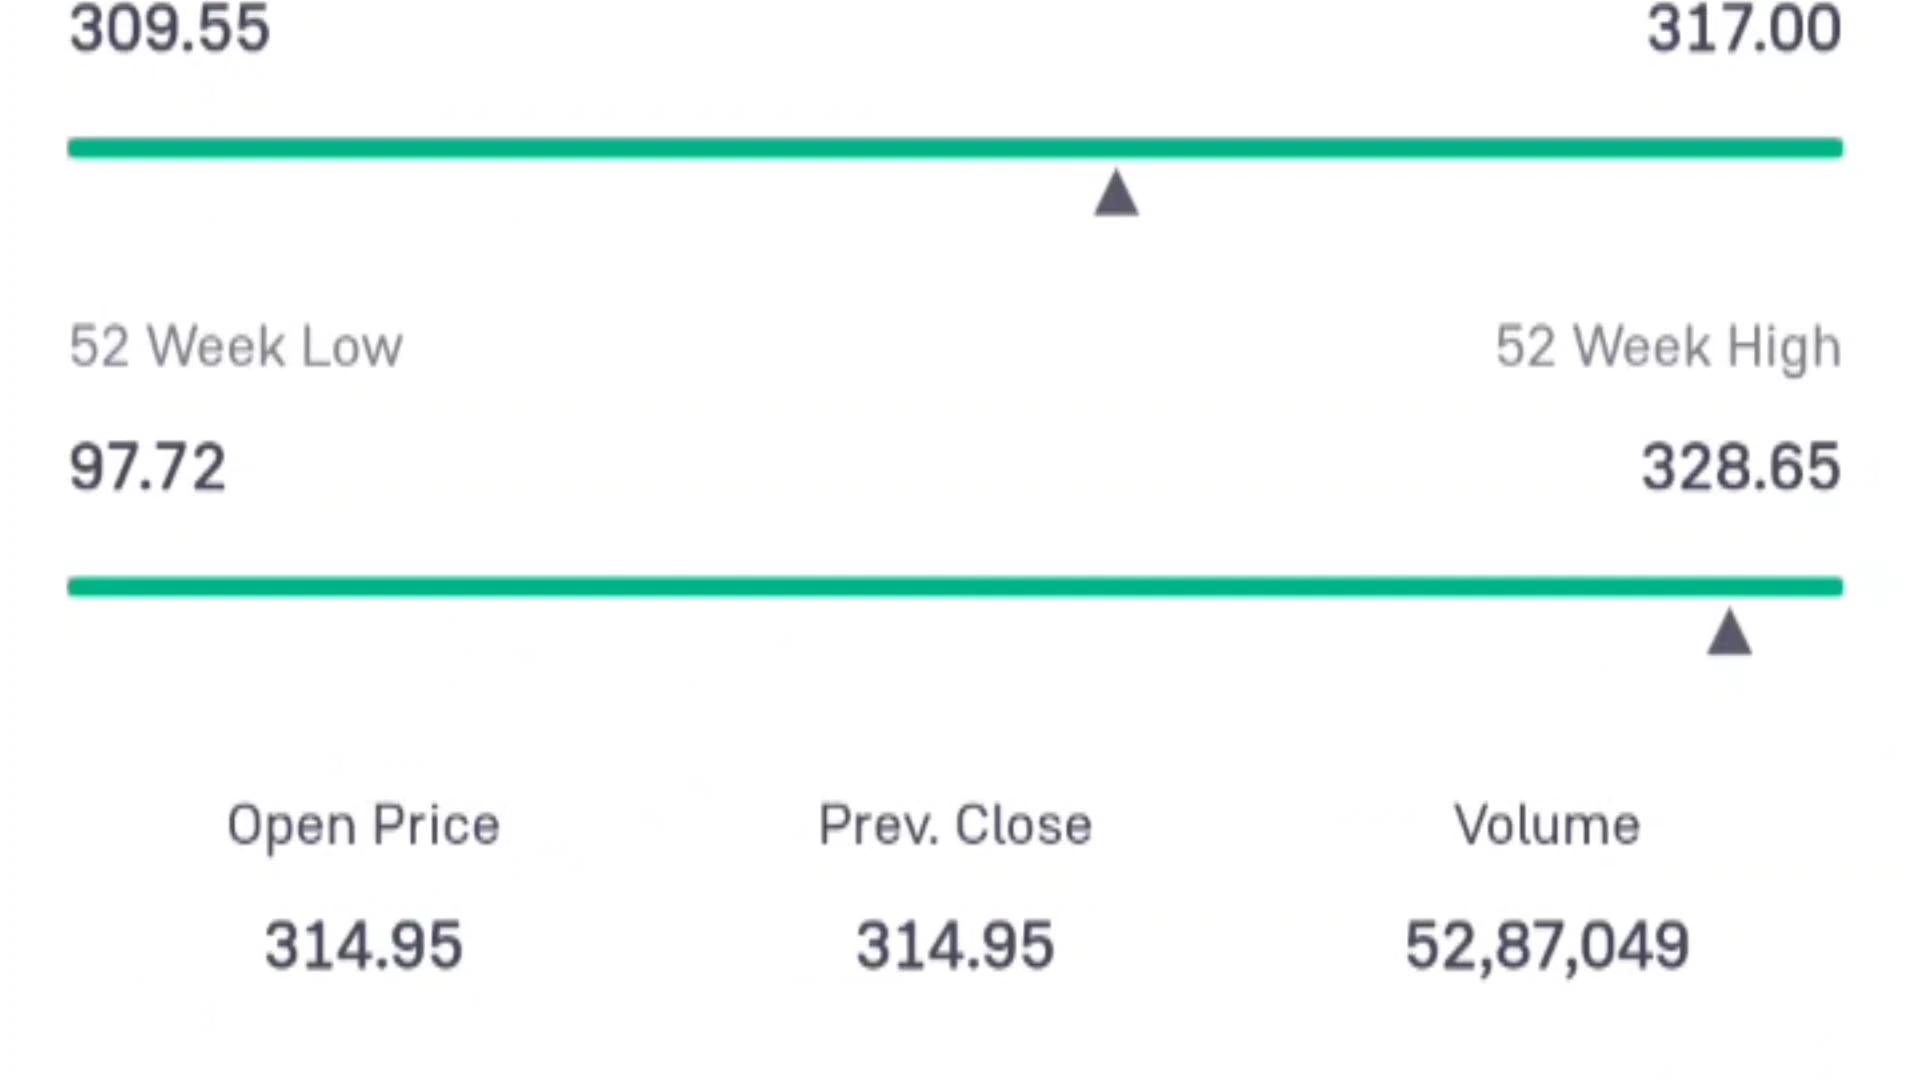 309.55 317.00
52 Week Low 52 Week High
97.72 328.65
Open Price Prev. Close Volume
314.95 314.95 52,87,049